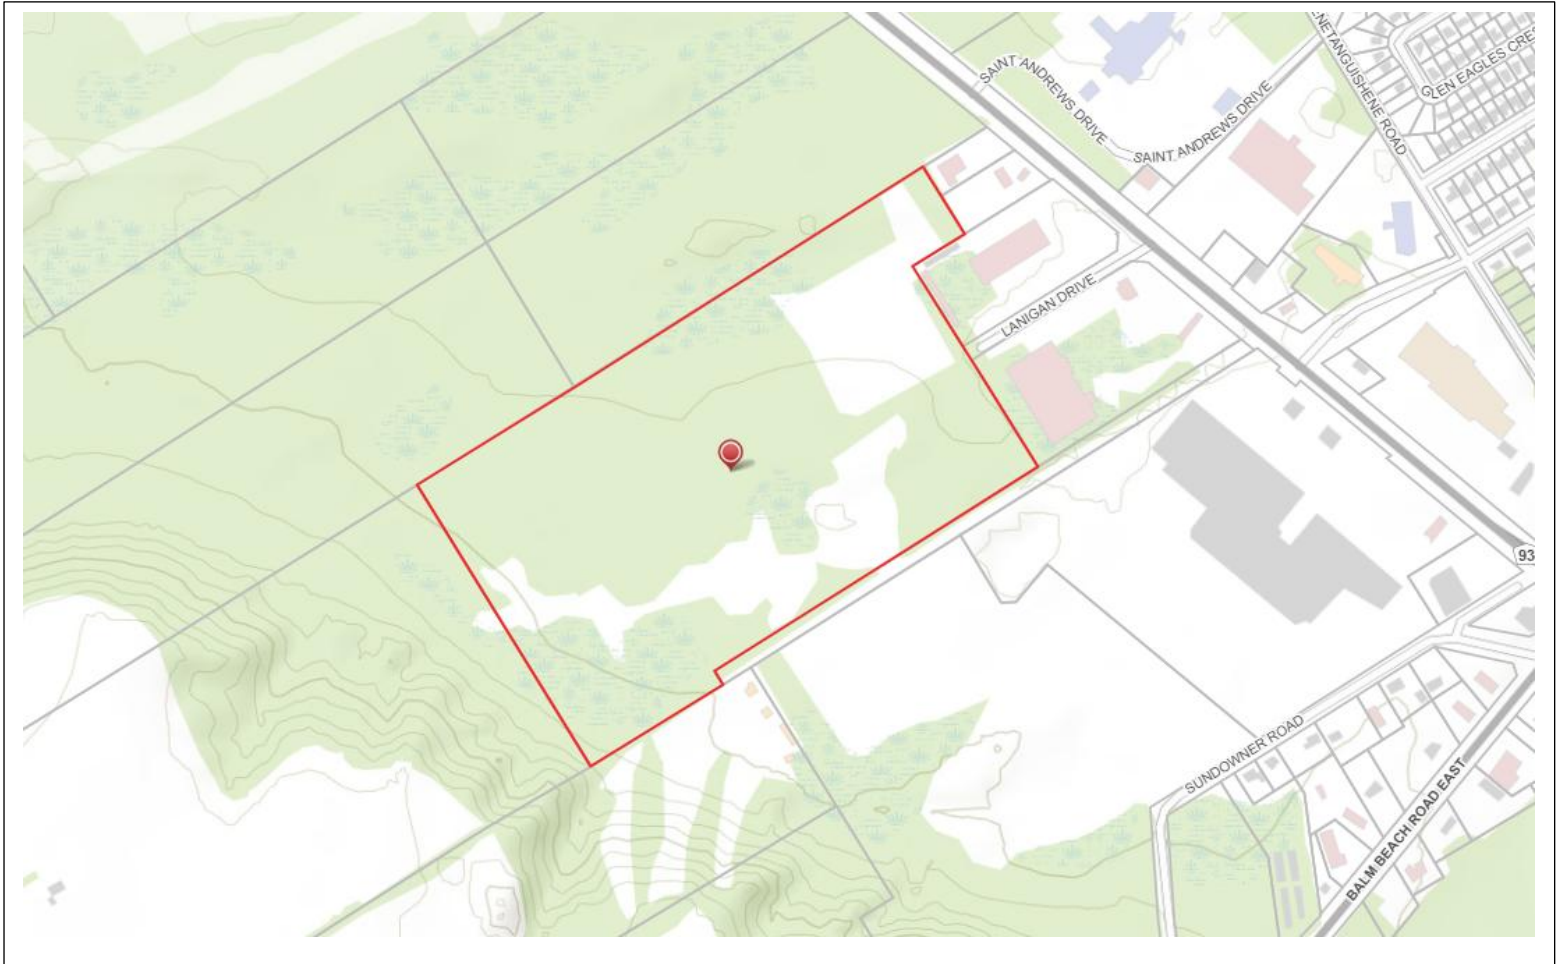 SAINT ANDREWS DRIVE
SAINT ANDREWS DRIVE
ENETANGUISHENE ROAD
GLEN EAGLES CRES
LANIGAN DRIVE
93
SUNDOWNER ROAD
BALM BEACH ROAD EAST